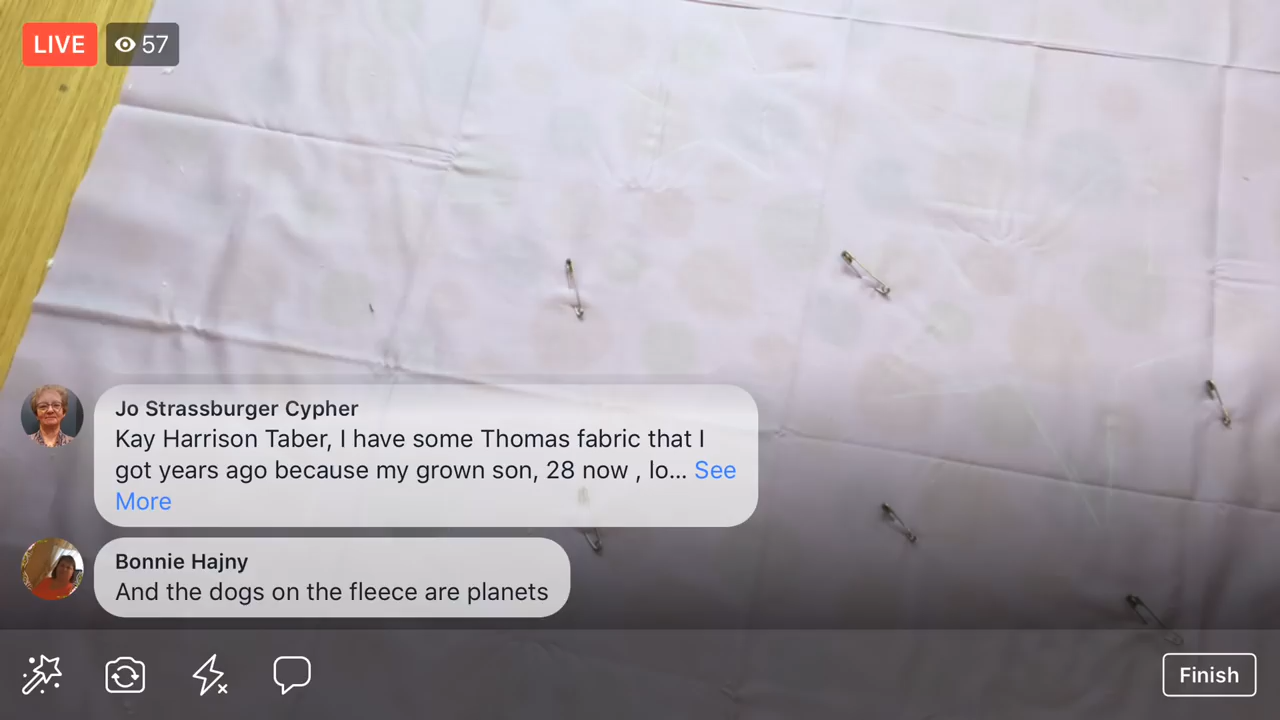 LIVE
57
Jo Strassburger Cypher
Kay Harrison Taber, I have some Thomas fabric that I
got years ago because my grown son, 28 now , lo... See
More
Bonnie Hajny
And the dogs on the fleece are planets
Finish